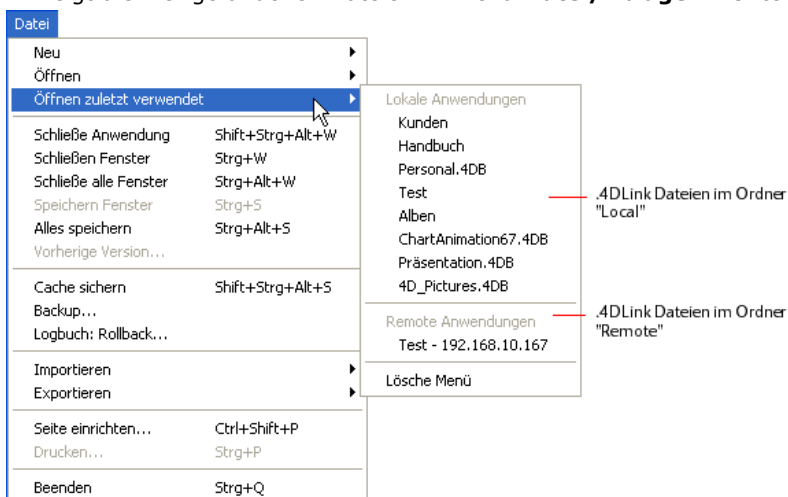 Datei
Neu
Öffnen
Öffnen zuletzt verwendet
Schließe Anwendung Shift+Strg+Alt+W
Schließen Fenster Strg+W
Schließe alle Fenster Strg+Alt+W
Speichern Fenster Strg+S
Alles speichern Strg+Alt+S
Vorherige Version...
Cache sichern Shift+Strg+Alt+S
Backup...
Logbuch: Rollback...
Importieren
Exportieren
Seite einrichten... Ctrl+Shift+P
Drucken... Strg+P
Beenden Strg+Q
Lokale Anwendungen
Kunden
Handbuch
Personal.4DB
Test
Alben
ChartAnimation67.4DB
Präsentation.4DB
4D_Pictures.4DB
Remote Anwendungen
Test - 192.168.10.167
Lösche Menü
.4DLink Dateien im Ordner
"Local"
.4DLink Dateien im Ordner
"Remote"